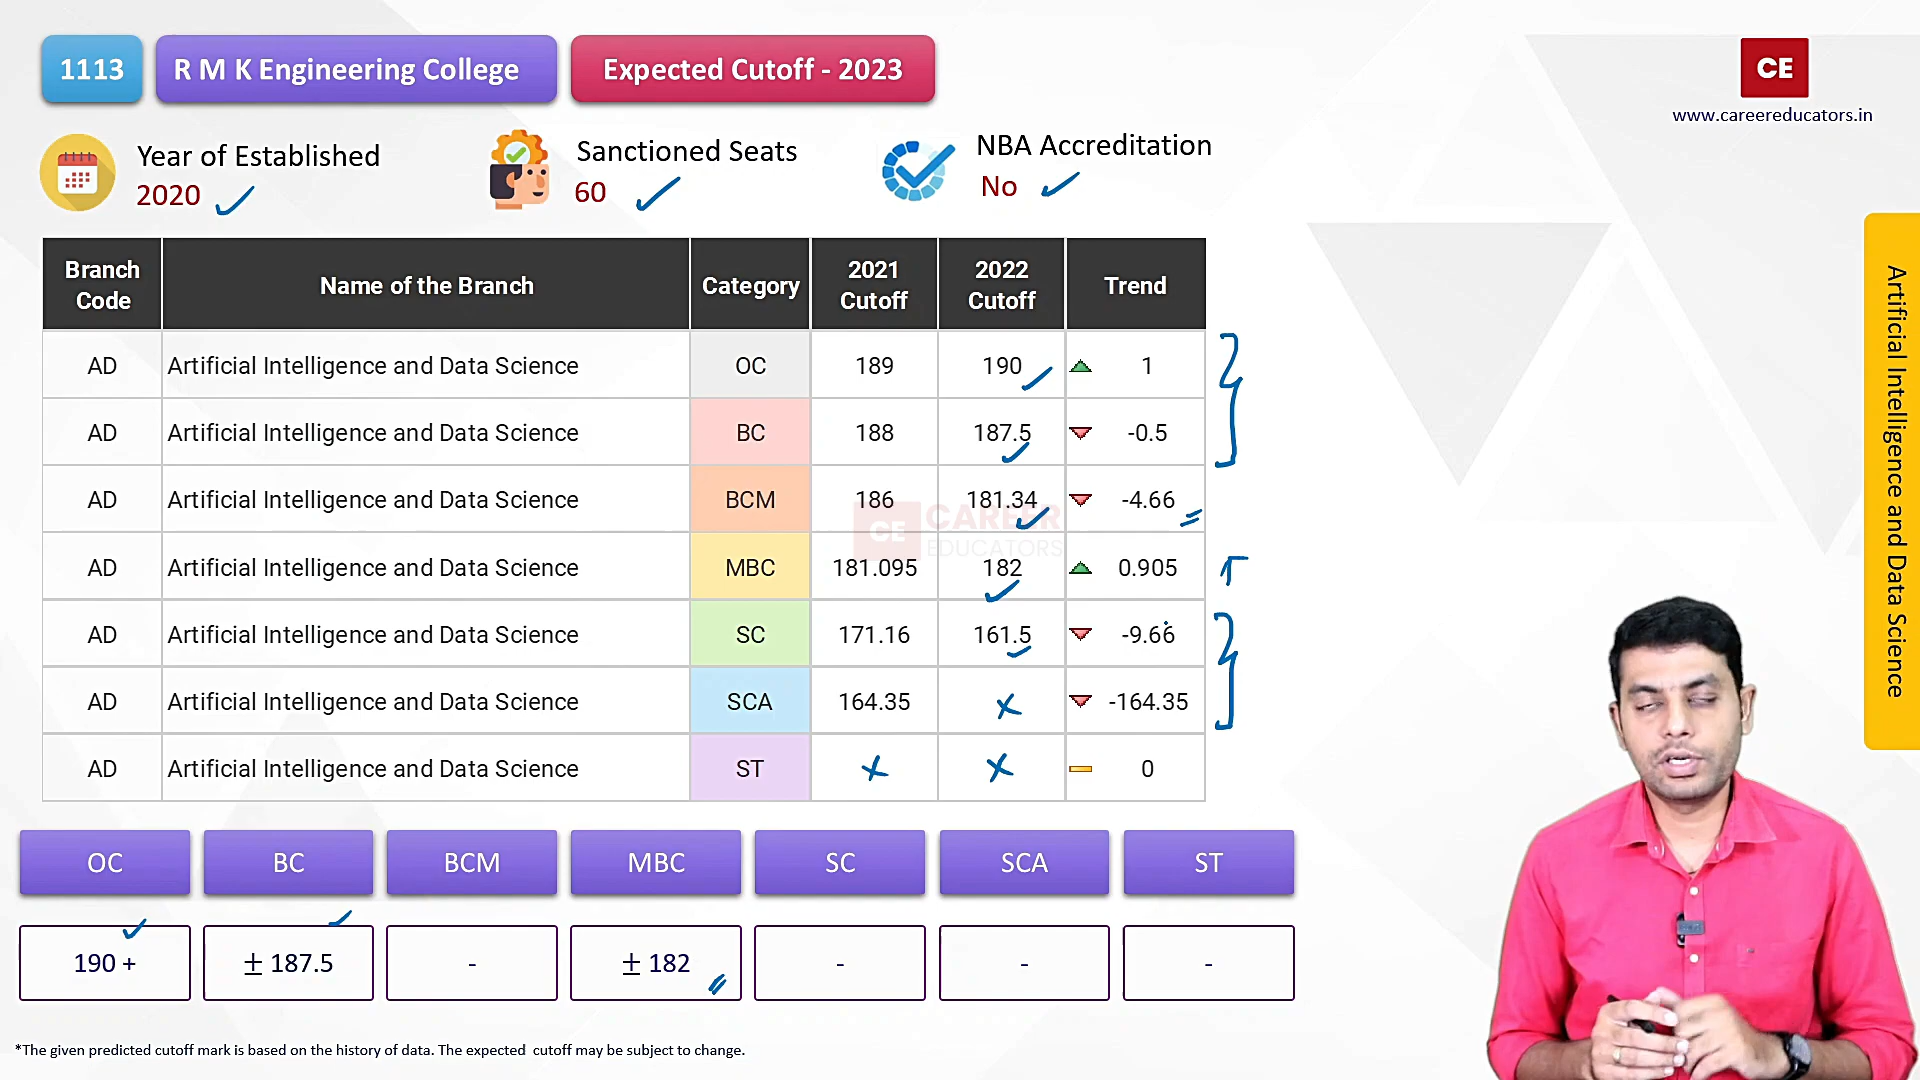 1113
R M K Engineering College
Expected Cutoff - 2023
CE
www.careereducators.in
Year of Established
2020
Sanctioned Seats
60
NBA Accreditation
No
Branch Code
Name of the Branch
Category
2021 Cutoff
2022 Cutoff
Trend
AD Artificial Intelligence and Data Science OC 189 190 1
AD Artificial Intelligence and Data Science BC 188 187.5 -0.5
AD Artificial Intelligence and Data Science BCM 186 181.34 -4.66
AD Artificial Intelligence and Data Science MBC 181.095 182 0.905
AD Artificial Intelligence and Data Science SC 171.16 161.5 -9.66
AD Artificial Intelligence and Data Science SCA 164.35 x -164.35
AD Artificial Intelligence and Data Science ST x x 0
CE CAREER
EDUCATORS
Artificial Intelligence and Data Science
OC BC BCM MBC SC SCA ST
190 + ± 187.5 - ± 182 - - -
*The given predicted cutoff mark is based on the history of data. The expected cutoff may be subject to change.